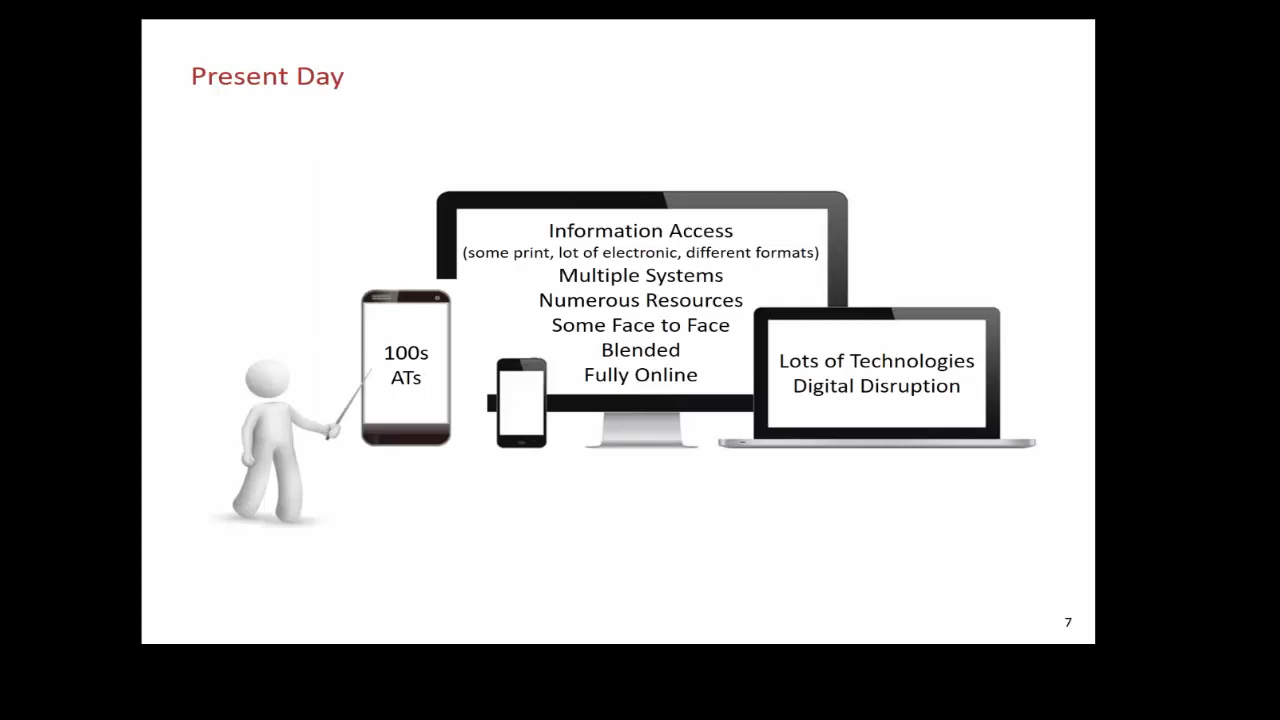 Present Day
Information Access
(some print, lot of electronic, different formats)
Multiple Systems
Numerous Resources
Some Face to Face
Blended
Fully Online
100s
ATs
Lots of Technologies
Digital Disruption
7